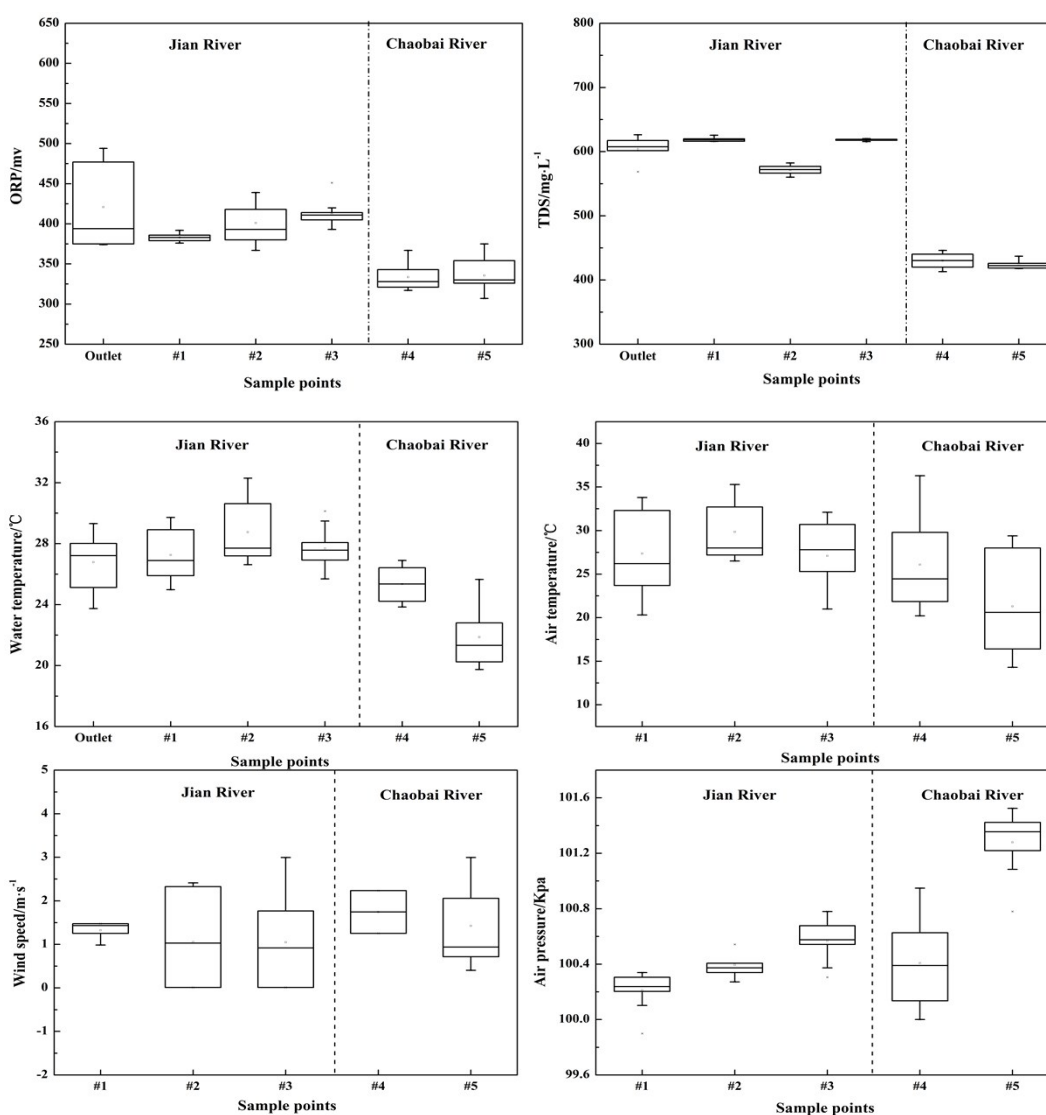 650
600
550
500
450
400
350
300
250
ORP/mv
Jian River
Chaobai River
Outlet #1 #2 #3 #4 #5
Sample points
800
700
600
500
400
300
TDS/mg·L⁻¹
Jian River
Chaobai River
Outlet #1 #2 #3 #4 #5
Sample points
36
32
28
24
20
16
Water temperature/℃
Jian River
Chaobai River
Outlet #1 #2 #3 #4 #5
Sample points
40
35
30
25
20
15
10
Air temperature/℃
Jian River
Chaobai River
#1 #2 #3 #4 #5
Sample points
5
4
3
2
1
0
-1
-2
Wind speed/m·s⁻¹
Jian River
Chaobai River
#1 #2 #3 #4 #5
Sample points
101.6
101.2
100.8
100.4
100.0
99.6
Air pressure/Kpa
Jian River
Chaobai River
#1 #2 #3 #4 #5
Sample points